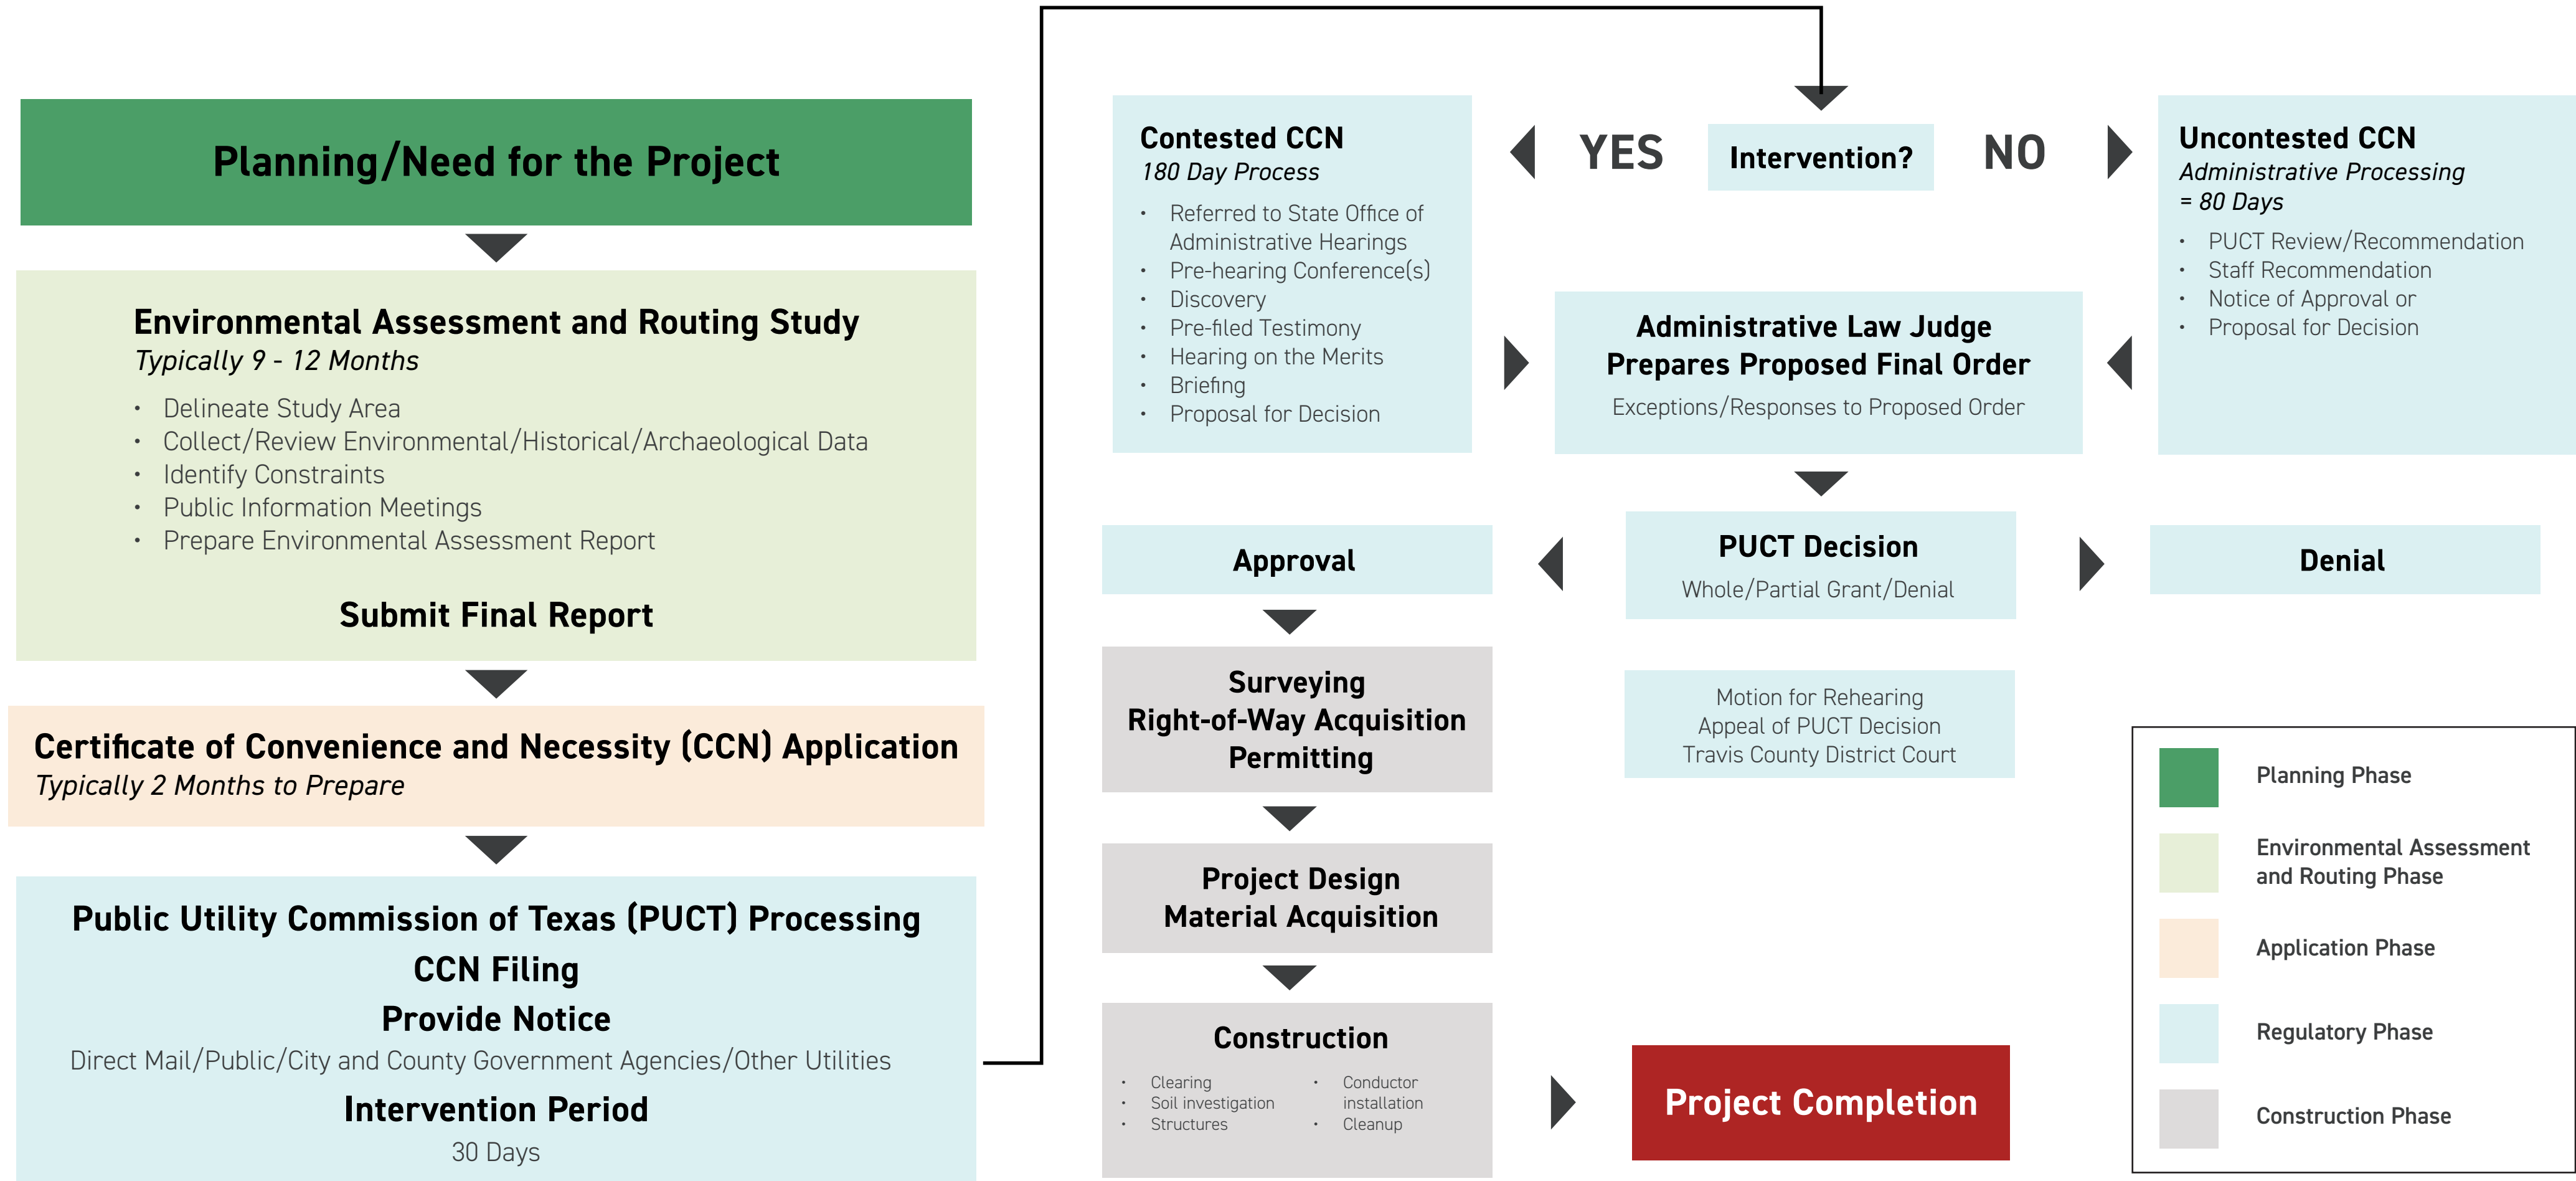 Planning/Need for the Project
Environmental Assessment and Routing Study
Typically 9 - 12 Months
• Delineate Study Area
• Collect/Review Environmental/Historical/Archaeological Data
• Identify Constraints
• Public Information Meetings
• Prepare Environmental Assessment Report
Submit Final Report
Certificate of Convenience and Necessity (CCN) Application
Typically 2 Months to Prepare
Public Utility Commission of Texas (PUCT) Processing
CCN Filing
Provide Notice
Direct Mail/Public/City and County Government Agencies/Other Utilities
Intervention Period
30 Days
Intervention?
YES
NO
Contested CCN
180 Day Process
• Referred to State Office of
Administrative Hearings
• Pre-hearing Conference(s)
• Discovery
• Pre-filed Testimony
• Hearing on the Merits
• Briefing
• Proposal for Decision
Uncontested CCN
Administrative Processing
= 80 Days
• PUCT Review/Recommendation
• Staff Recommendation
• Notice of Approval or
• Proposal for Decision
Administrative Law Judge
Prepares Proposed Final Order
Exceptions/Responses to Proposed Order
PUCT Decision
Whole/Partial Grant/Denial
Approval
Denial
Motion for Rehearing
Appeal of PUCT Decision
Travis County District Court
Surveying
Right-of-Way Acquisition
Permitting
Project Design
Material Acquisition
Construction
• Clearing
• Soil investigation
• Structures
• Conductor
installation
• Cleanup
Project Completion
Planning Phase
Environmental Assessment
and Routing Phase
Application Phase
Regulatory Phase
Construction Phase